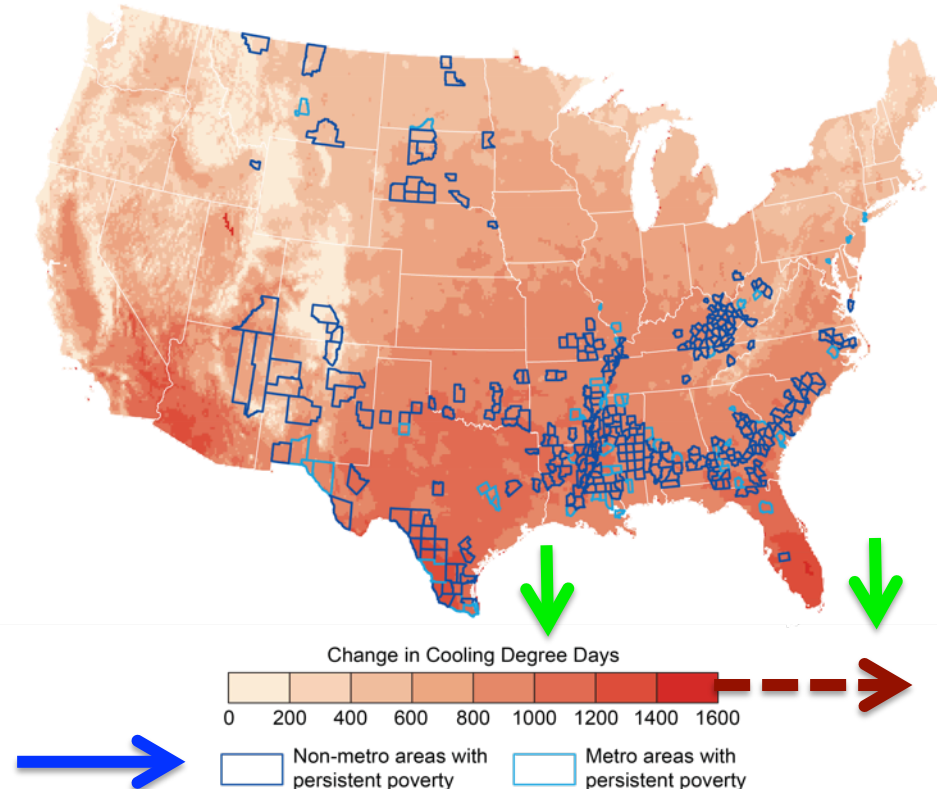 Change in Cooling Degree Days
0 200 400 600 800 1000 1200 1400 1600
Non-metro areas with
persistent poverty
Metro areas with
persistent poverty